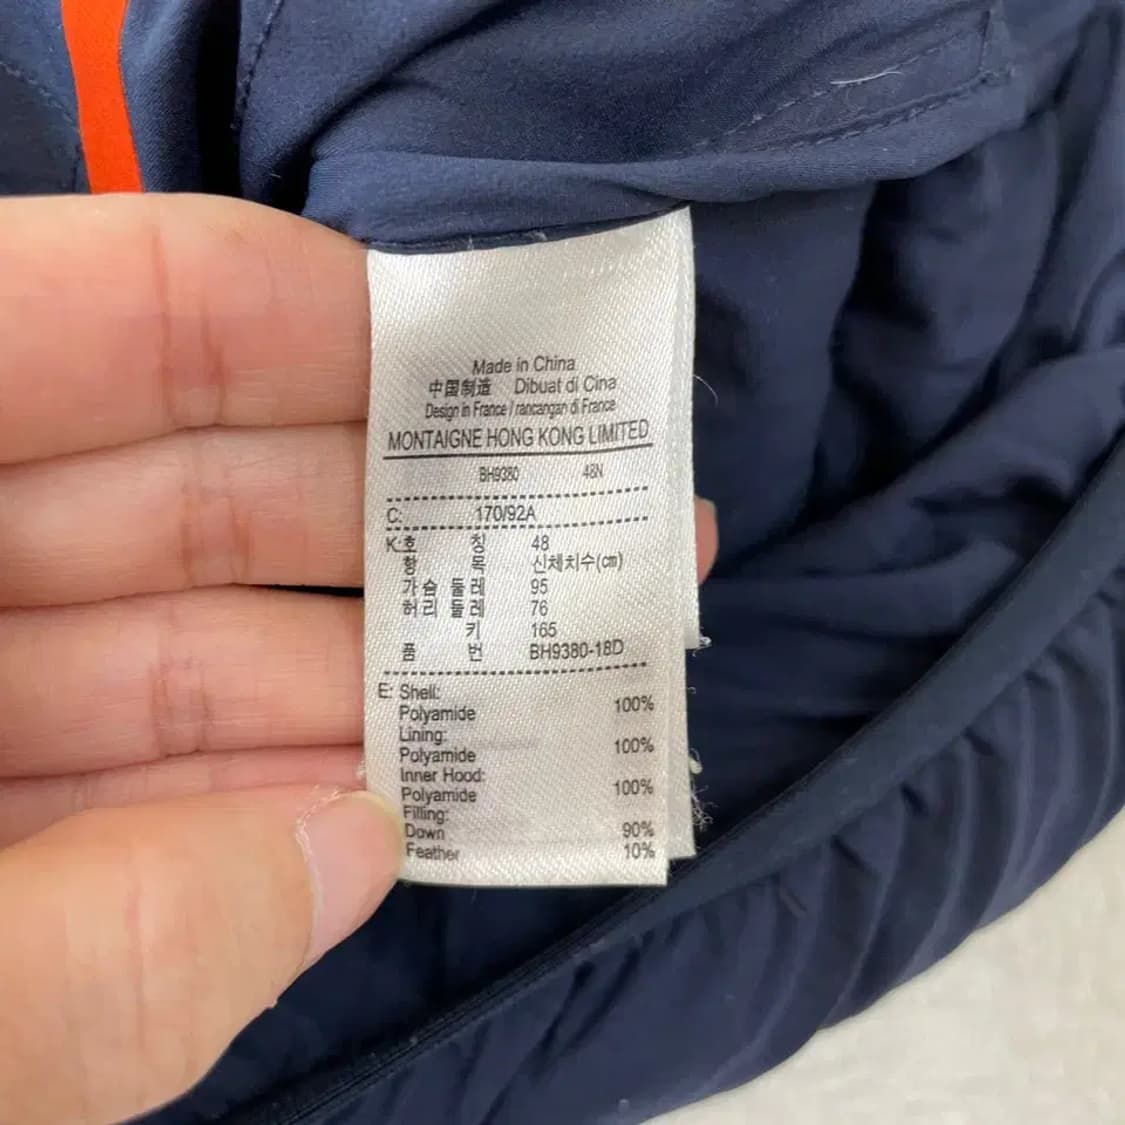 Made in China
中国制造 Dibuat di Cina
Design in France / rancangan di France
MONTAIGNE HONG KONG LIMITED
BH9380 48N
C: 170/92A
K:호 칭 48
항 목 신체치수(cm)
가슴 둘레 95
허리 둘레 76
키 165
품 번 BH9380-18D
E: Shell:
Polyamide 100%
Lining:
Polyamide 100%
Inner Hood:
Polyamide 100%
Filling:
Down 90%
Feather 10%